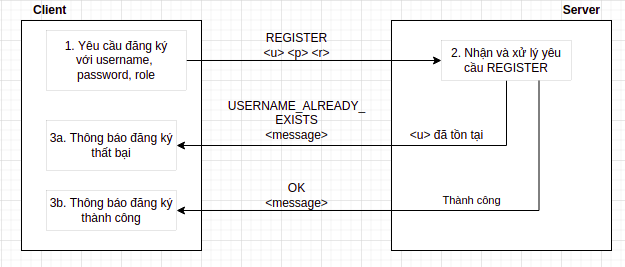 Client
Server
1. Yêu cầu đăng ký
với username,
password, role
REGISTER
<u> <p> <r>
2. Nhận và xử lý yêu
cầu REGISTER
USERNAME_ALREADY_
EXISTS
<message>
3a. Thông báo đăng ký
thất bại
<u> đã tồn tại
OK
<message>
3b. Thông báo đăng ký
thành công
Thành công